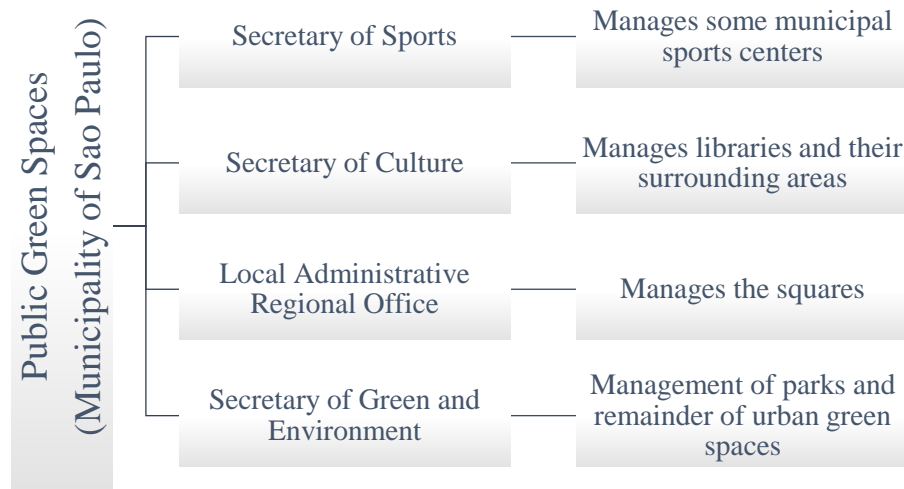 Public Green Spaces
(Municipality of Sao Paulo)
Secretary of Sports
Manages some municipal
sports centers
Secretary of Culture
Manages libraries and their
surrounding areas
Local Administrative
Regional Office
Manages the squares
Secretary of Green and
Environment
Management of parks and
remainder of urban green
spaces